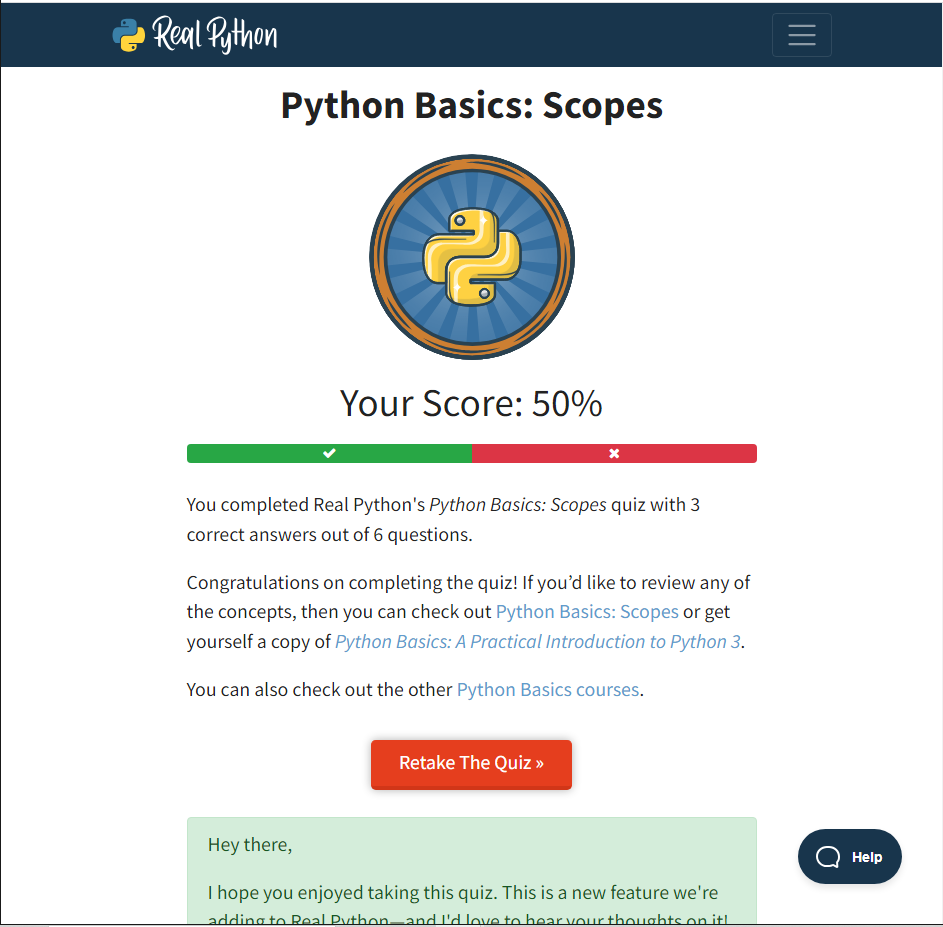 Real Python
Python Basics: Scopes
Your Score: 50%
You completed Real Python's Python Basics: Scopes quiz with 3
correct answers out of 6 questions.
Congratulations on completing the quiz! If you’d like to review any of
the concepts, then you can check out Python Basics: Scopes or get
yourself a copy of Python Basics: A Practical Introduction to Python 3.
You can also check out the other Python Basics courses.
Retake The Quiz »
Hey there,
Help
I hope you enjoyed taking this quiz. This is a new feature we're
adding to Real Python—and I'd love to hear your thoughts on it!